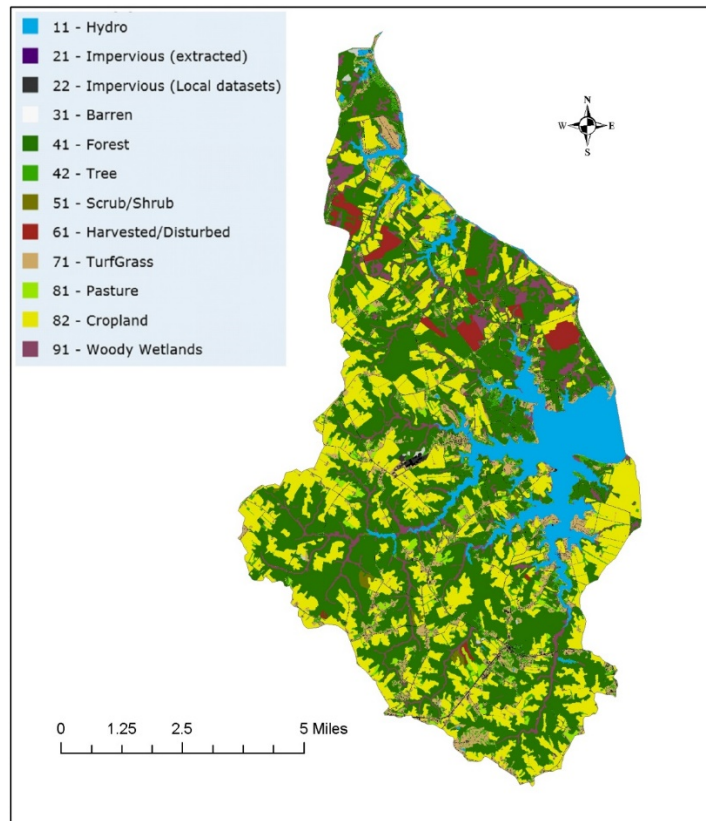 11 - Hydro
21 - Impervious (extracted)
22 - Impervious (Local datasets)
31 - Barren
41 - Forest
42 - Tree
51 - Scrub/Shrub
61 - Harvested/Disturbed
71 - TurfGrass
81 - Pasture
82 - Cropland
91 - Woody Wetlands
N
W E
S
0 1.25 2.5 5 Miles